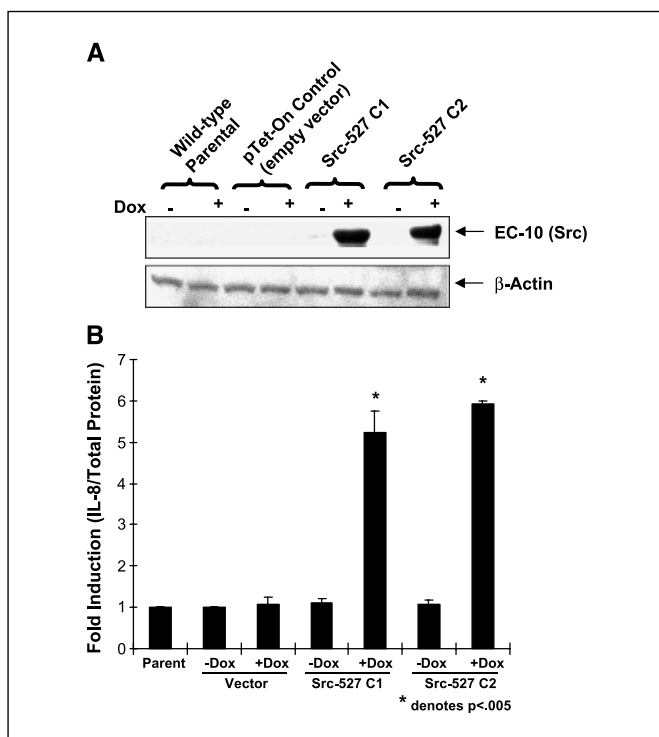 A
Wild-type Parental
pTet-On Control (empty vector)
Src-527 C1
Src-527 C2
Dox - + - + - + - +
EC-10 (Src)
β-Actin
B
Fold Induction (IL-8/Total Protein)
7
6
5
4
3
2
1
0
* *
Parent -Dox +Dox -Dox +Dox -Dox +Dox
Vector Src-527 C1 Src-527 C2
* denotes p<.005